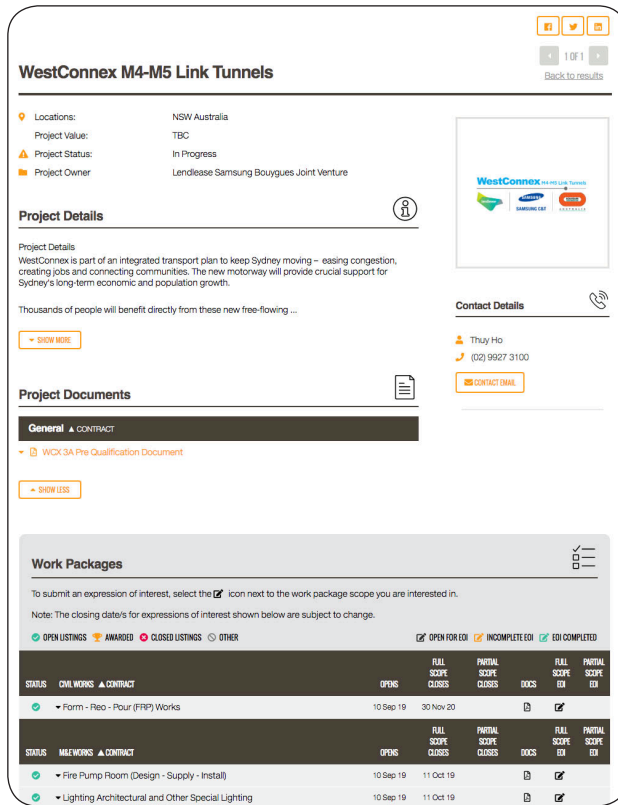 1 OF 1
WestConnex M4-M5 Link Tunnels
Back to results
Locations: NSW Australia
Project Value: TBC
Project Status: In Progress
Project Owner Lendlease Samsung Bouygues Joint Venture
WestConnex M4-M5 Link Tunnels
SAMSUNG
SAMSUNG C&T AUSTRALIA
Project Details
Project Details
WestConnex is part of an integrated transport plan to keep Sydney moving – easing congestion,
creating jobs and connecting communities. The new motorway will provide crucial support for
Sydney's long-term economic and population growth.
Thousands of people will benefit directly from these new free-flowing ...
SHOW MORE
Contact Details
Thuy Ho
(02) 9927 3100
CONTACT EMAIL
Project Documents
General ▲ CONTRACT
WCX 3A Pre Qualification Document
SHOW LESS
Work Packages
To submit an expression of interest, select the icon next to the work package scope you are interested in.
Note: The closing date/s for expressions of interest shown below are subject to change.
OPEN LISTINGS AWARDED CLOSED LISTINGS OTHER OPEN FOR EOI INCOMPLETE EOI EOI COMPLETED
STATUS CIVIL WORKS ▲ CONTRACT OPENS FULL SCOPE CLOSES PARTIAL SCOPE CLOSES DOCS FULL SCOPE EOI PARTIAL SCOPE EOI
Form - Reo - Pour (FRP) Works 10 Sep 19 30 Nov 20
STATUS M&E WORKS ▲ CONTRACT OPENS FULL SCOPE CLOSES PARTIAL SCOPE CLOSES DOCS FULL SCOPE EOI PARTIAL SCOPE EOI
Fire Pump Room (Design - Supply - Install) 10 Sep 19 11 Oct 19
Lighting Architectural and Other Special Lighting 10 Sep 19 11 Oct 19